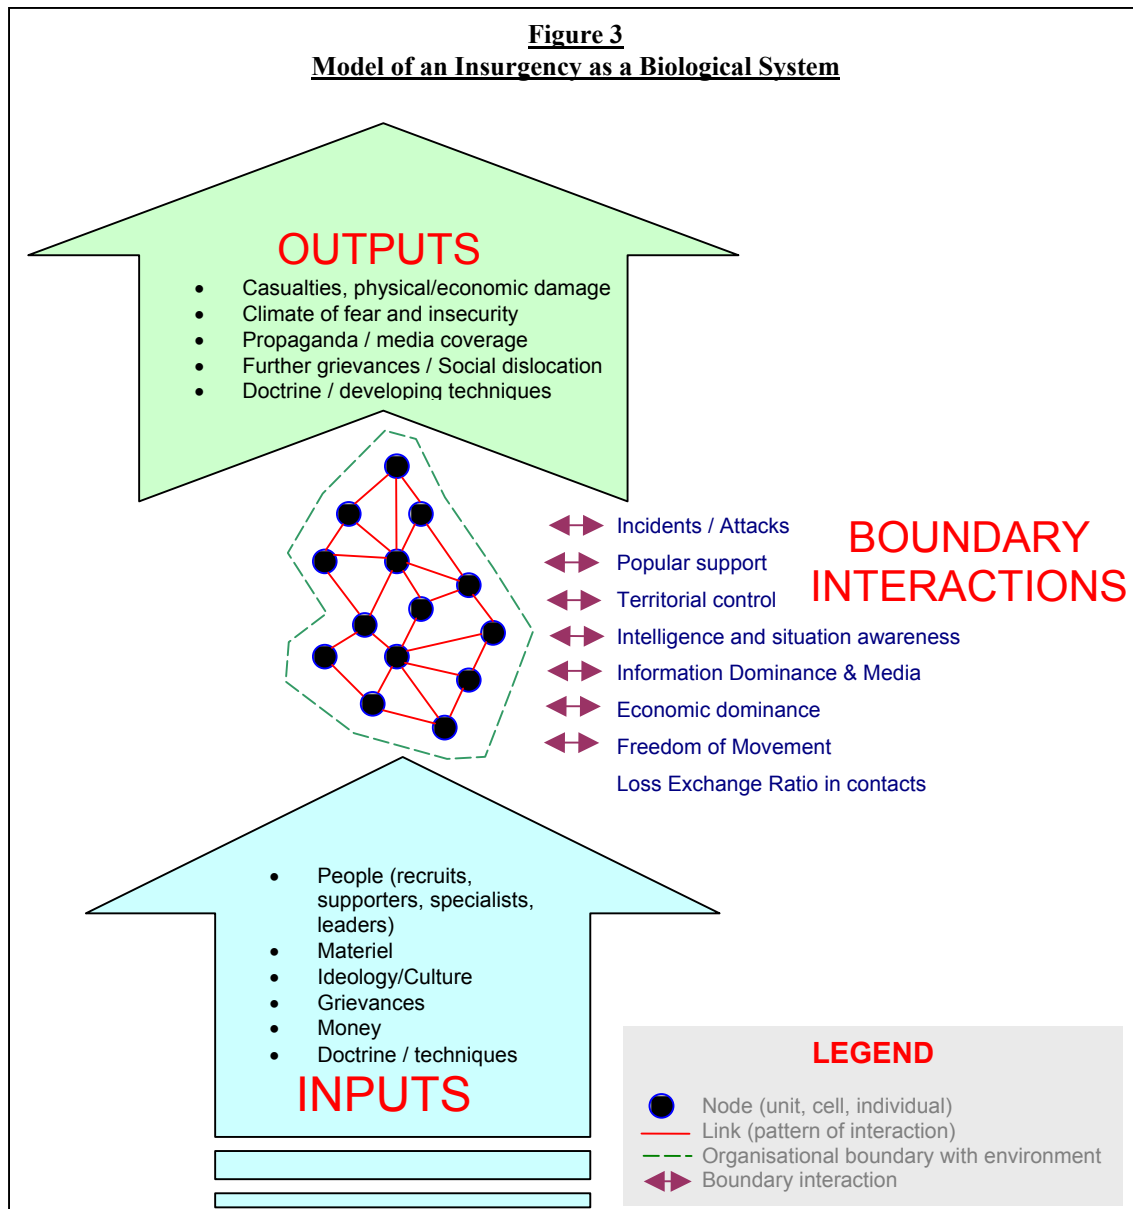 Figure 3
Model of an Insurgency as a Biological System
OUTPUTS
• Casualties, physical/economic damage
• Climate of fear and insecurity
• Propaganda / media coverage
• Further grievances / Social dislocation
• Doctrine / developing techniques
BOUNDARY
INTERACTIONS
Incidents / Attacks
Popular support
Territorial control
Intelligence and situation awareness
Information Dominance & Media
Economic dominance
Freedom of Movement
Loss Exchange Ratio in contacts
• People (recruits,
supporters, specialists,
leaders)
• Materiel
• Ideology/Culture
• Grievances
• Money
• Doctrine / techniques
INPUTS
LEGEND
Node (unit, cell, individual)
Link (pattern of interaction)
Organisational boundary with environment
Boundary interaction